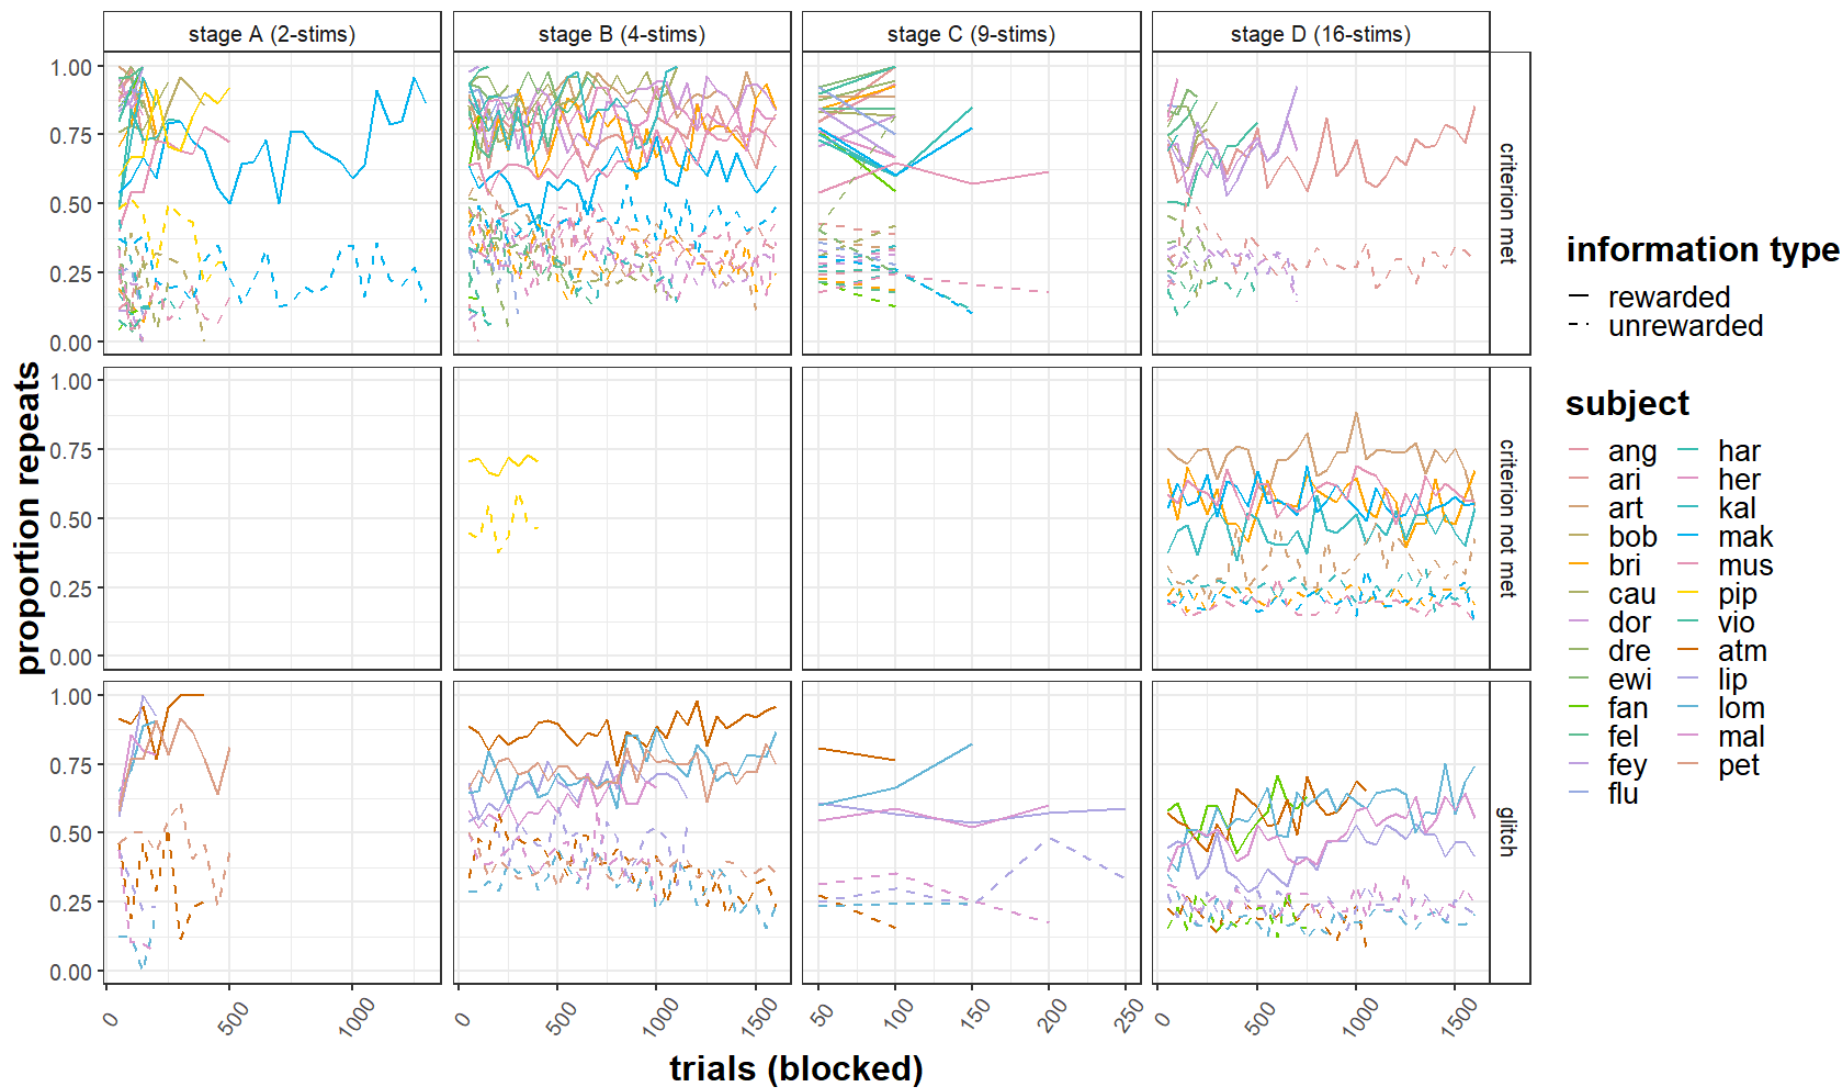 stage A (2-stims)
stage B (4-stims)
stage C (9-stims)
stage D (16-stims)
1.00
0.75
0.50
0.25
0.00
criterion met
1.00
0.75
0.50
0.25
0.00
criterion not met
1.00
0.75
0.50
0.25
0.00
glitch
proportion repeats
0
500
1000
0
500
1000
1500
50
100
150
200
250
0
500
1000
1500
trials (blocked)
information type
rewarded
unrewarded
subject
ang
ari
art
bob
bri
cau
dor
dre
ewi
fan
fel
fey
flu
har
her
kal
mak
mus
pip
vio
atm
lip
lom
mal
pet